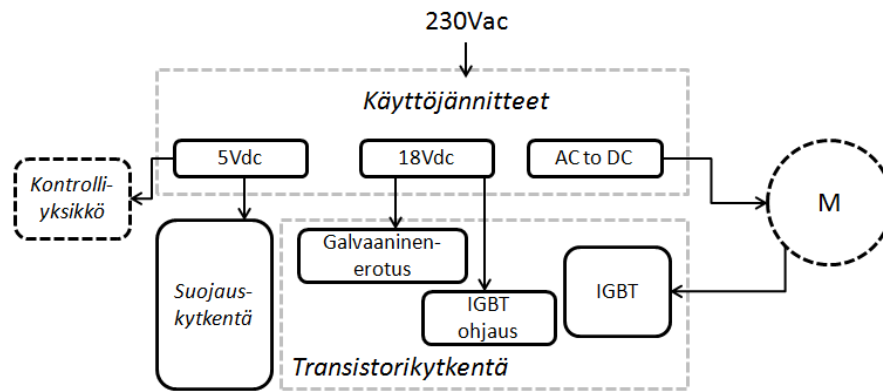 230Vac
Käyttöjännitteet
5Vdc
18Vdc
AC to DC
Kontrolli-
yksikkö
M
Suojaus-
kytkentä
Galvaaninen-
erotus
IGBT
ohjaus
IGBT
Transistorikytkentä